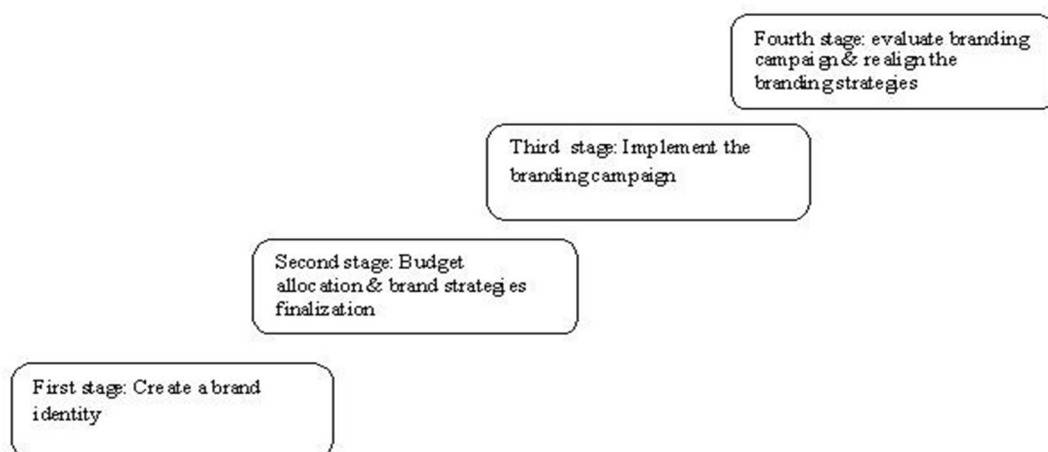 Fourth stage: evaluate branding
campaign & realign the
branding strategies
Third stage: Implement the
branding campaign
Second stage: Budget
allocation & brand strategies
finalization
First stage: Create a brand
identity